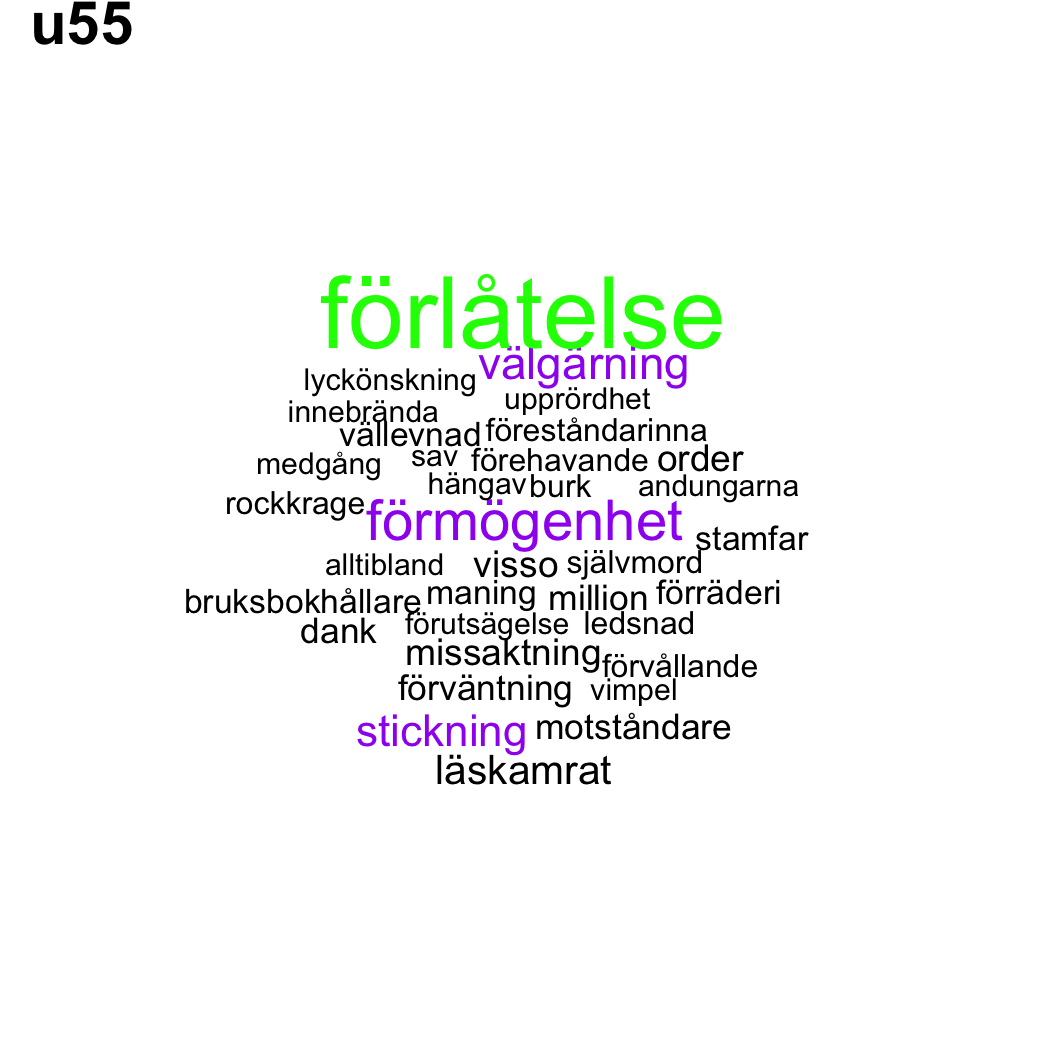 u55
förlåtelse
välgärning
lyckönskning
upprördhet
innebrända
vällevnad föreståndarinna
medgång sav förehavande order
hängav burk andungarna
rockkrage förmögenhet
stamfar
alltibland visso självmord
bruksbokhållare maning million förräderi
dank förutsägelse ledsnad
missaktning förvållande
förväntning vimpel
stickning motståndare
läskamrat